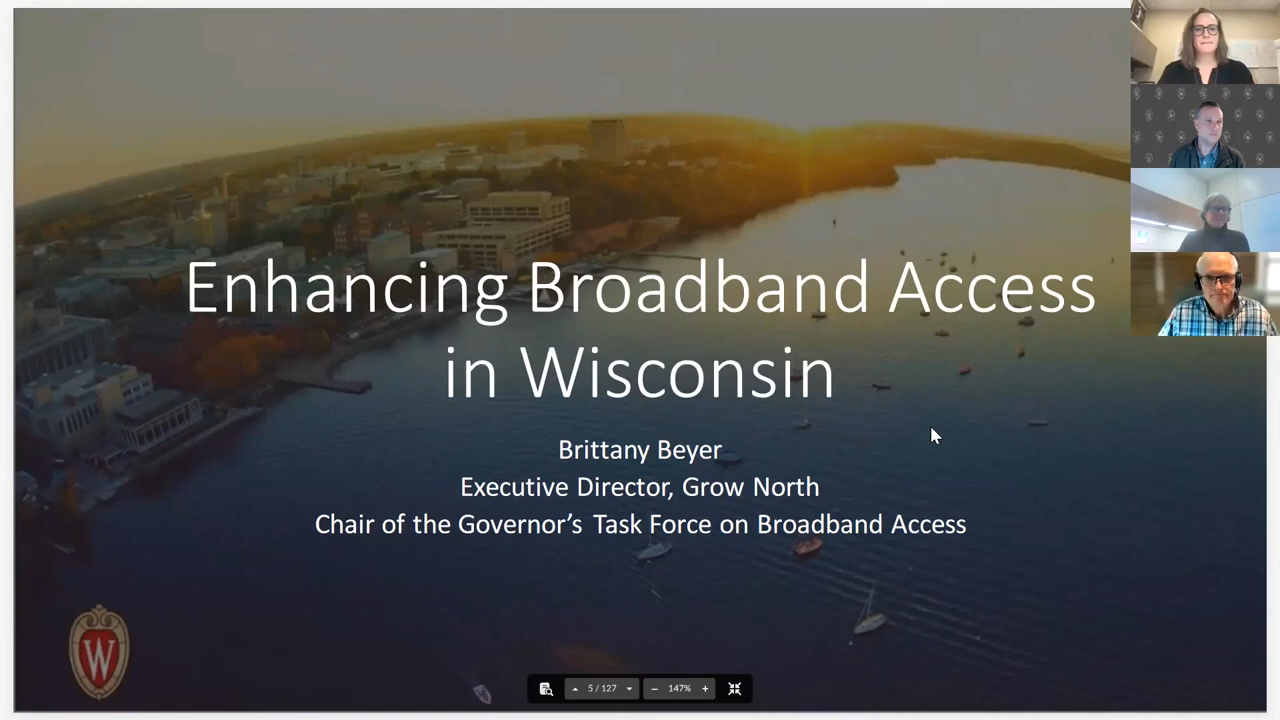 Enhancing Broadband Access
in Wisconsin
Brittany Beyer
Executive Director, Grow North
Chair of the Governor’s Task Force on Broadband Access
W
5 / 127
147%